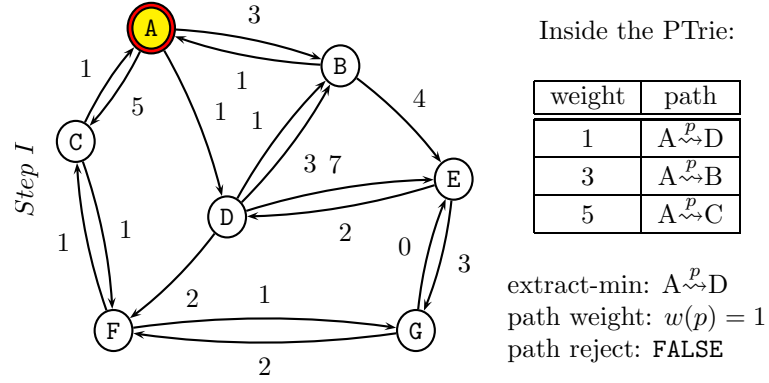 Step I
A
B
C
D
E
F
G
3
1
1
5
1
1
3
7
4
2
0
3
1
1
2
1
2
Inside the PTrie:
weight path
1 A p⇝ D
3 A p⇝ B
5 A p⇝ C
extract-min: A p⇝ D
path weight: w(p) = 1
path reject: FALSE